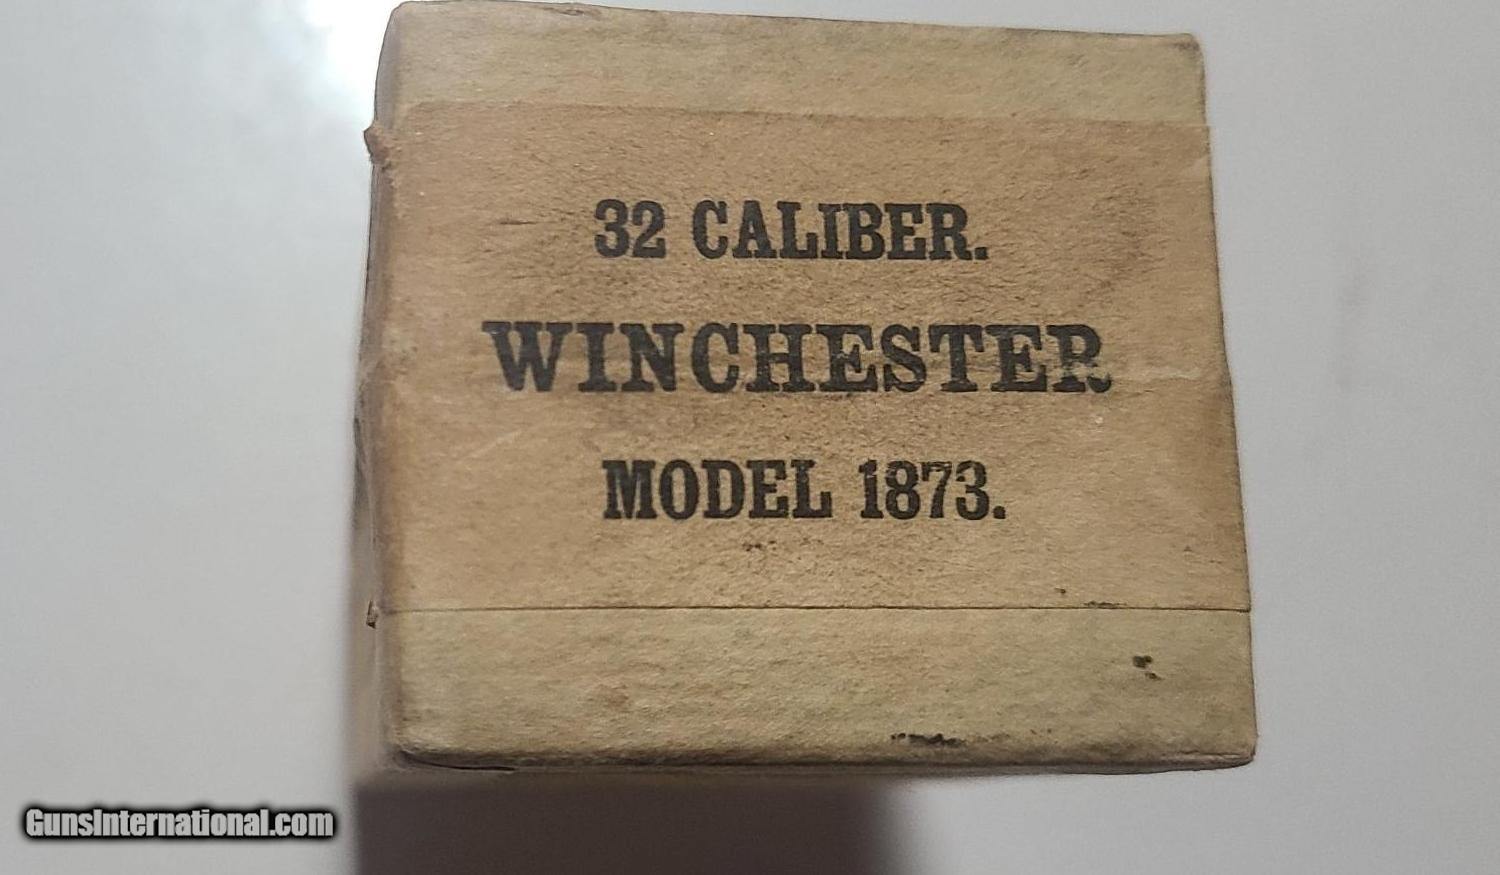 32 CALIBER.
WINCHESTER
MODEL 1873.
GunsInternational.com